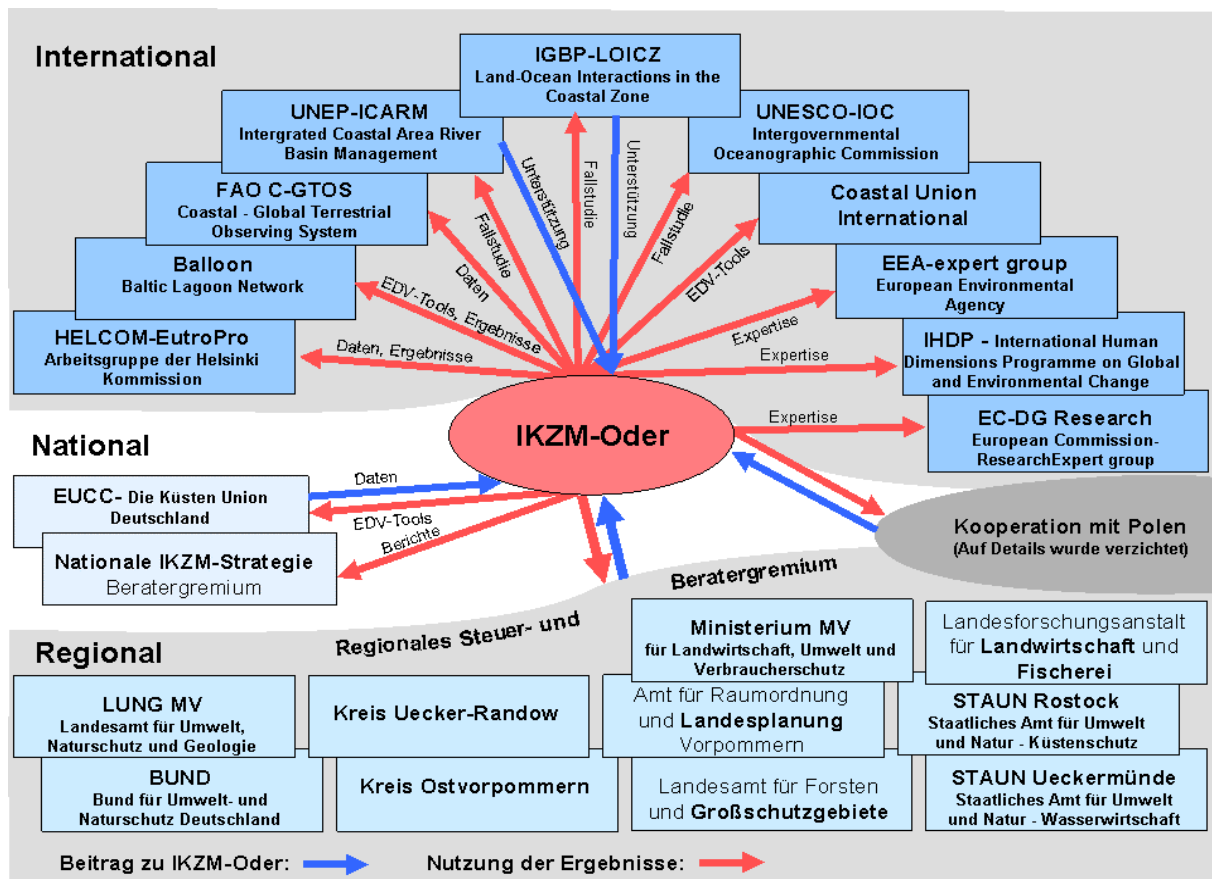 International
IGBP-LOICZ
Land-Ocean Interactions in the
Coastal Zone
UNEP-ICARM
Intergrated Coastal Area River
Basin Management
UNESCO-IOC
Intergovernmental
Oceanographic Commission
FAO C-GTOS
Coastal - Global Terrestrial
Observing System
Coastal Union
International
Balloon
Baltic Lagoon Network
EEA-expert group
European Environmental
Agency
HELCOM-EutroPro
Arbeitsgruppe der Helsinki
Kommission
IHDP - International Human
Dimensions Programme on Global
and Environmental Change
EC-DG Research
European Commission-
ResearchExpert group
Daten, Ergebnisse
EDV-Tools, Ergebnisse
Daten
Fallstudie
Unterstützung
Fallstudie
Unterstützung
Fallstudie
EDV-Tools
Expertise
Expertise
Expertise
IKZM-Oder
National
EUCC- Die Küsten Union
Deutschland
Nationale IKZM-Strategie
Beratergremium
Daten
EDV-Tools
Berichte
Kooperation mit Polen
(Auf Details wurde verzichtet)
Regionales Steuer- und
Beratergremium
Regional
Ministerium MV
für Landwirtschaft, Umwelt und
Verbraucherschutz
Landesforschungsanstalt
für Landwirtschaft und
Fischerei
LUNG MV
Landesamt für Umwelt,
Naturschutz und Geologie
Kreis Uecker-Randow
Amt für Raumordnung
und Landesplanung
Vorpommern
STAUN Rostock
Staatliches Amt für Umwelt
und Natur - Küstenschutz
BUND
Bund für Umwelt- und
Naturschutz Deutschland
Kreis Ostvorpommern
Landesamt für Forsten
und Großschutzgebiete
STAUN Ueckermünde
Staatliches Amt für Umwelt
und Natur - Wasserwirtschaft
Beitrag zu IKZM-Oder:
Nutzung der Ergebnisse: